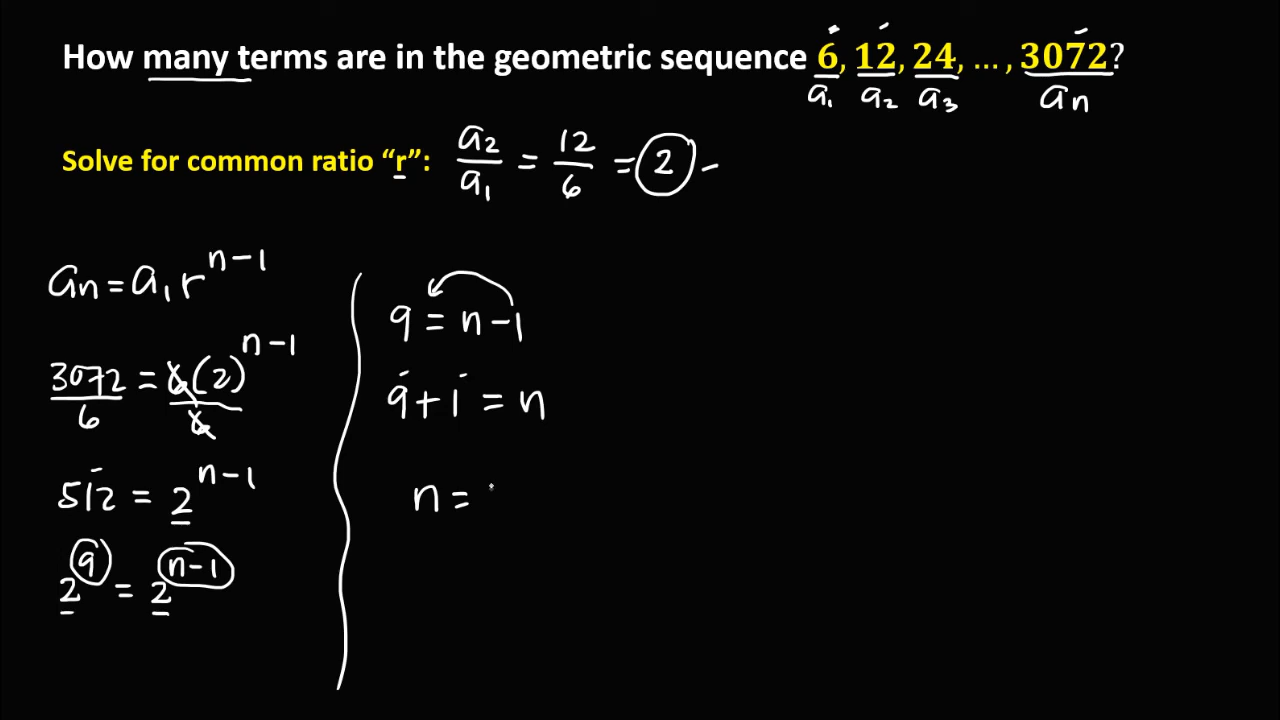 How many terms are in the geometric sequence 6, 12, 24, ... , 3072?
a₁ a₂ a₃ aₙ
Solve for common ratio “r”: a₂/a₁ = 12/6 = 2
aₙ = a₁ r^(n-1)
3072/6 = 6(2)^(n-1)/6
512 = 2^(n-1)
2^9 = 2^(n-1)
9 = n-1
9+1 = n
n =